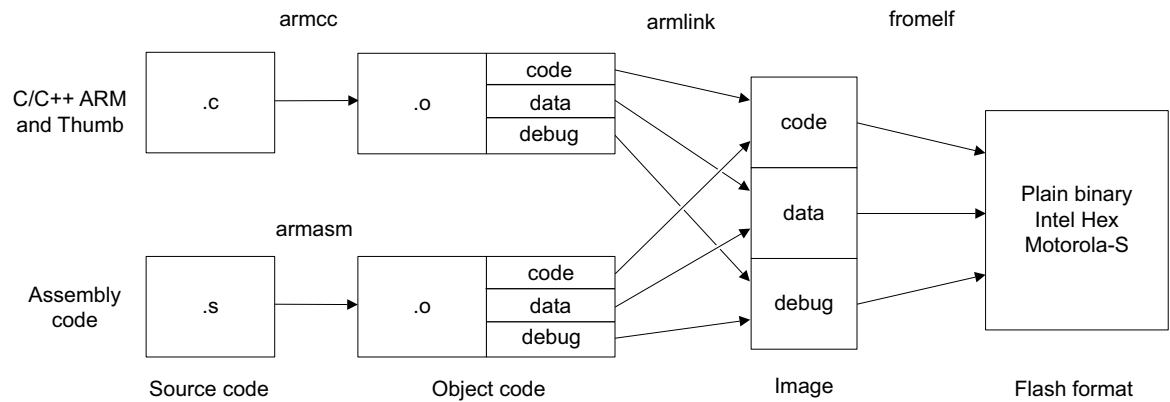 armcc
armlink
fromelf
C/C++ ARM
and Thumb
.c
.o
code
data
debug
armasm
Assembly
code
.s
.o
code
data
debug
code
data
debug
Plain binary
Intel Hex
Motorola-S
Source code
Object code
Image
Flash format